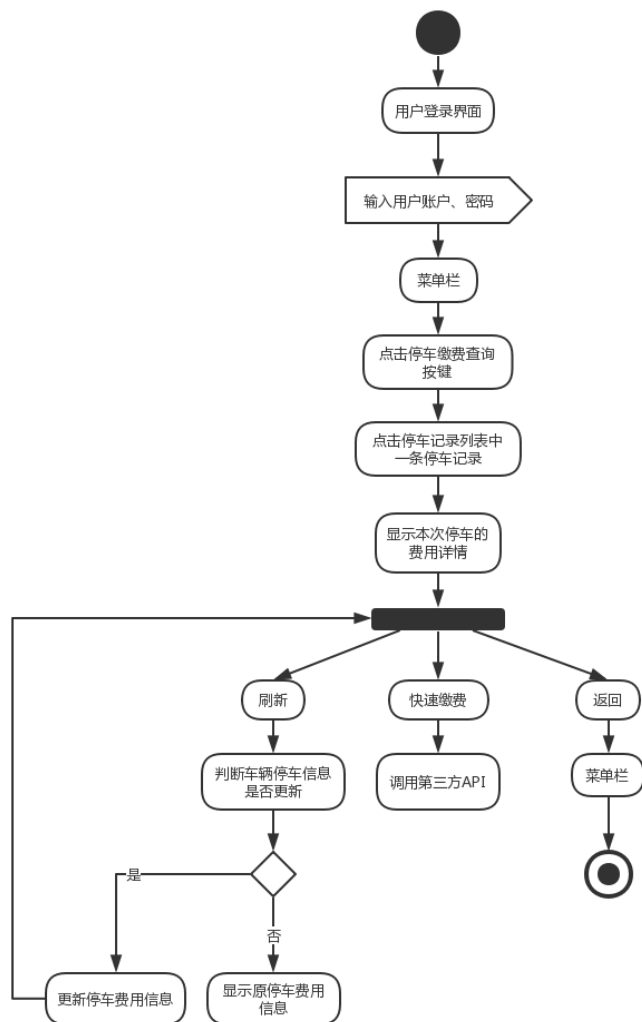 用户登录界面
输入用户账户、密码
菜单栏
点击停车缴费查询
按键
点击停车记录列表中
一条停车记录
显示本次停车的
费用详情
刷新
快速缴费
返回
判断车辆停车信息
是否更新
调用第三方API
菜单栏
是
否
更新停车费用信息
显示原停车费用
信息